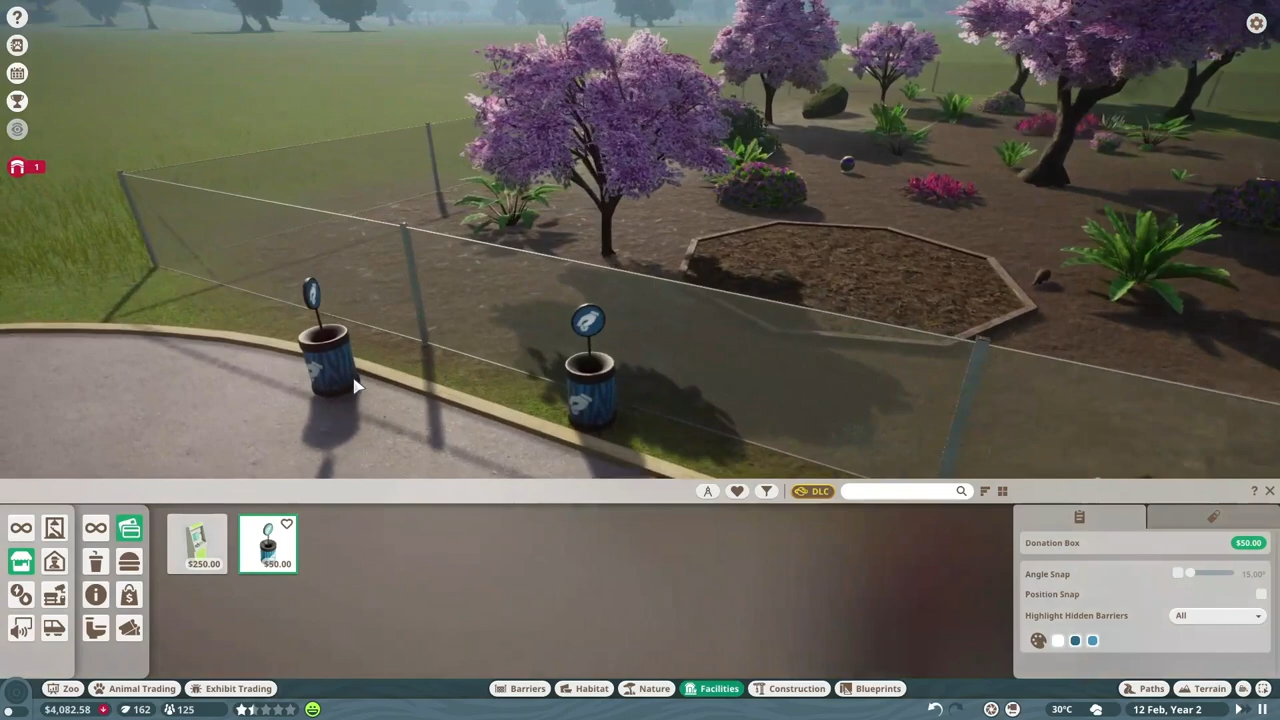 ?
1
DLC
? ×
$250.00
$50.00
Donation Box
$50.00
Angle Snap
15.00°
Position Snap
Highlight Hidden Barriers
All
Zoo
Animal Trading
Exhibit Trading
Barriers
Habitat
Nature
Facilities
Construction
Blueprints
Paths
Terrain
$4,082.58
162
125
30°C
12 Feb, Year 2